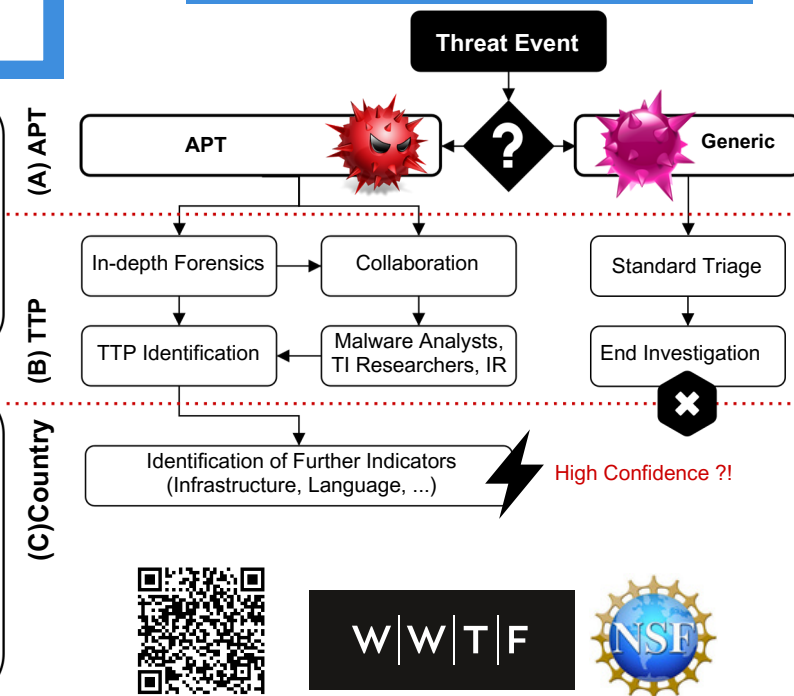 Threat Event
(A) APT
APT
?
Generic
(B) TTP
In-depth Forensics
Collaboration
Standard Triage
TTP Identification
Malware Analysts,
TI Researchers, IR
End Investigation
(C)Country
Identification of Further Indicators
(Infrastructure, Language, ...)
High Confidence ?!
W|W|T|F
NSF